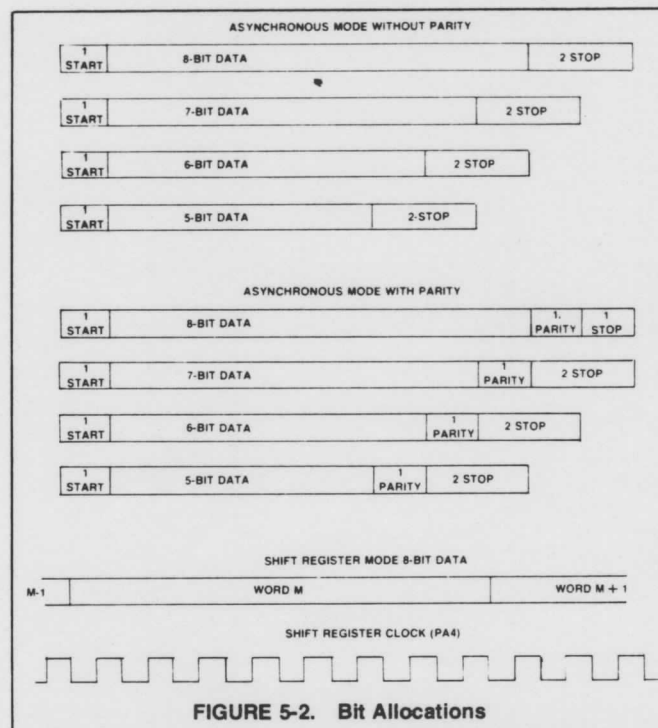 ASYNCHRONOUS MODE WITHOUT PARITY
1
START
8-BIT DATA
2 STOP
1
START
7-BIT DATA
2 STOP
1
START
6-BIT DATA
2 STOP
1
START
5-BIT DATA
2-STOP
ASYNCHRONOUS MODE WITH PARITY
1
START
8-BIT DATA
1.
PARITY
1
STOP
1
START
7-BIT DATA
1
PARITY
2 STOP
1
START
6-BIT DATA
1
PARITY
2 STOP
1
START
5-BIT DATA
1
PARITY
2 STOP
SHIFT REGISTER MODE 8-BIT DATA
M-1
WORD M
WORD M + 1
SHIFT REGISTER CLOCK (PA4)
FIGURE 5-2. Bit Allocations